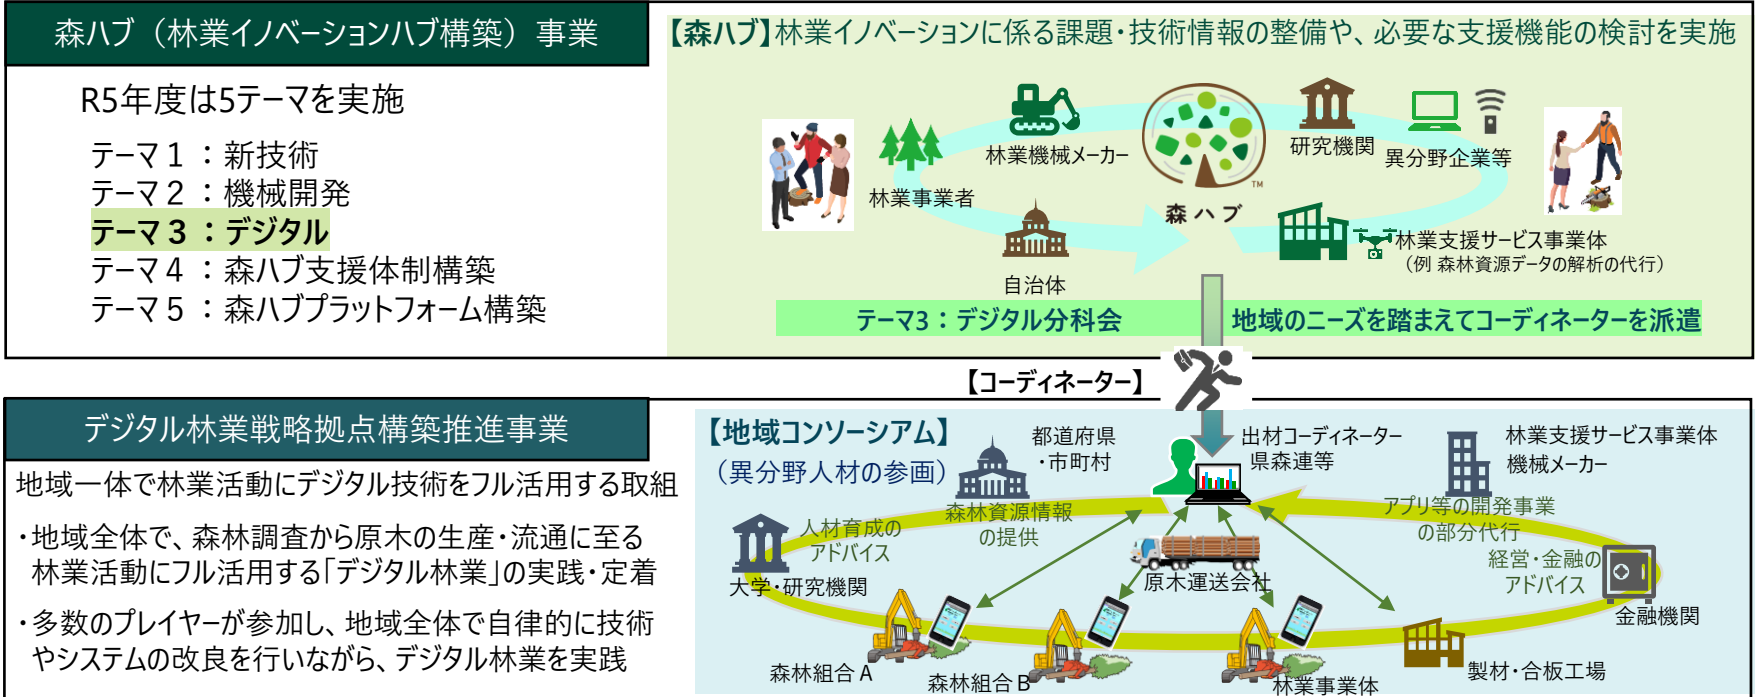 森ハブ（林業イノベーションハブ構築）事業
R5年度は5テーマを実施
テーマ１：新技術
テーマ２：機械開発
テーマ３：デジタル
テーマ４：森ハブ支援体制構築
テーマ５：森ハブプラットフォーム構築
【森ハブ】林業イノベーションに係る課題・技術情報の整備や、必要な支援機能の検討を実施
林業事業者
林業機械メーカー
TM
森ハブ
研究機関
異分野企業等
自治体
林業支援サービス事業体
（例 森林資源データの解析の代行）
テーマ3：デジタル分科会
地域のニーズを踏まえてコーディネーターを派遣
【コーディネーター】
デジタル林業戦略拠点構築推進事業
地域一体で林業活動にデジタル技術をフル活用する取組
・地域全体で、森林調査から原木の生産・流通に至る
林業活動にフル活用する「デジタル林業」の実践・定着
・多数のプレイヤーが参加し、地域全体で自律的に技術
やシステムの改良を行いながら、デジタル林業を実践
【地域コンソーシアム】
（異分野人材の参画）
都道府県
・市町村
出材コーディネーター
県森連等
林業支援サービス事業体
機械メーカー
森林資源情報
の提供
人材育成の
アドバイス
アプリ等の開発事業
の部分代行
経営・金融の
アドバイス
大学・研究機関
原木運送会社
金融機関
森林組合Ａ
森林組合Ｂ
林業事業体
製材・合板工場